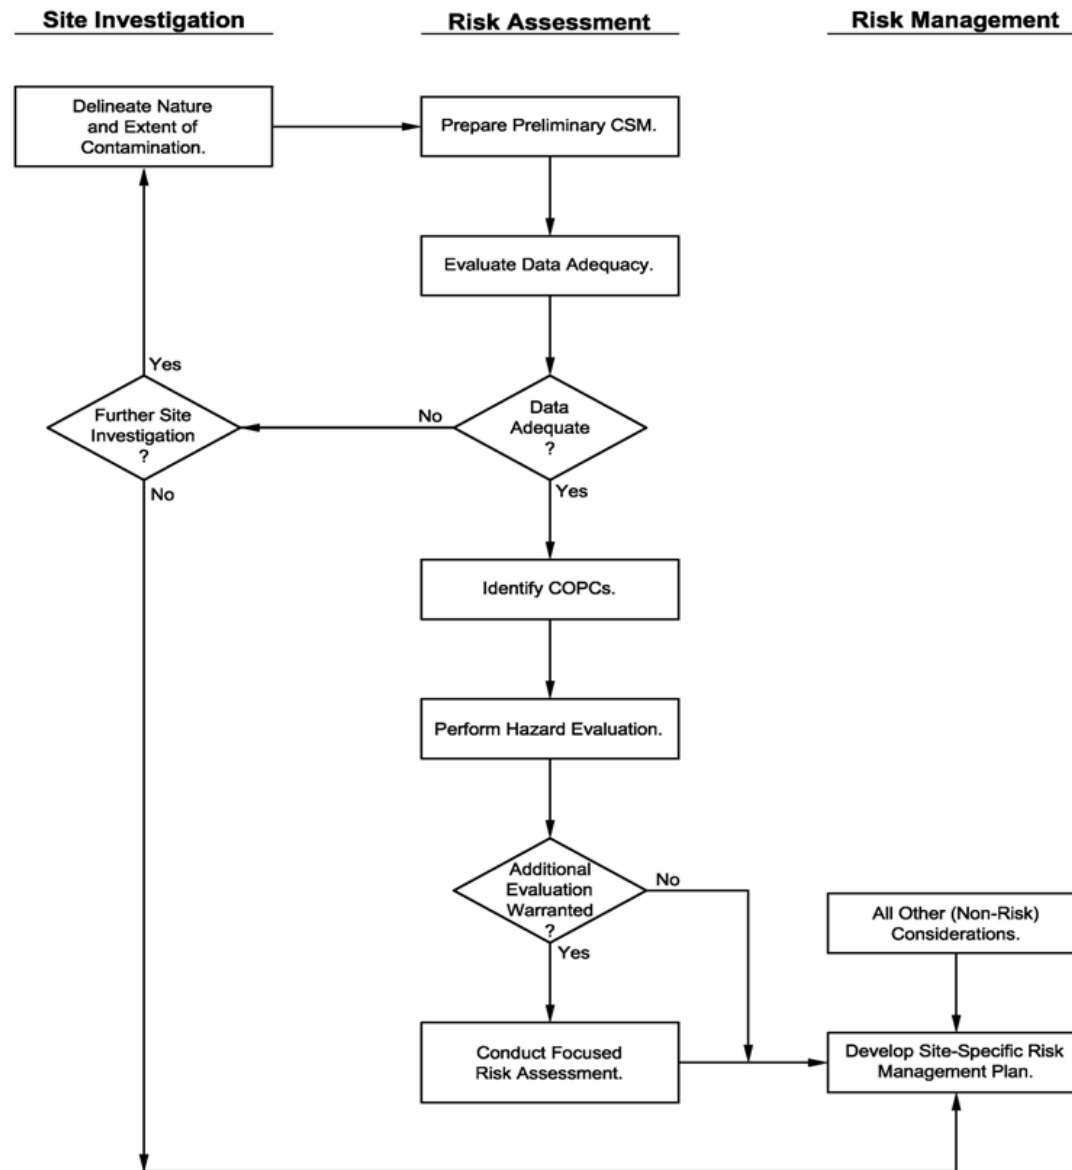 Site Investigation
Risk Assessment
Risk Management
Delineate Nature
and Extent of
Contamination.
Prepare Preliminary CSM.
Evaluate Data Adequacy.
Yes
Further Site
Investigation
?
No
No
Data
Adequate
?
Yes
Identify COPCs.
Perform Hazard Evaluation.
Additional
Evaluation
Warranted
?
No
Yes
All Other (Non-Risk)
Considerations.
Conduct Focused
Risk Assessment.
Develop Site-Specific Risk
Management Plan.